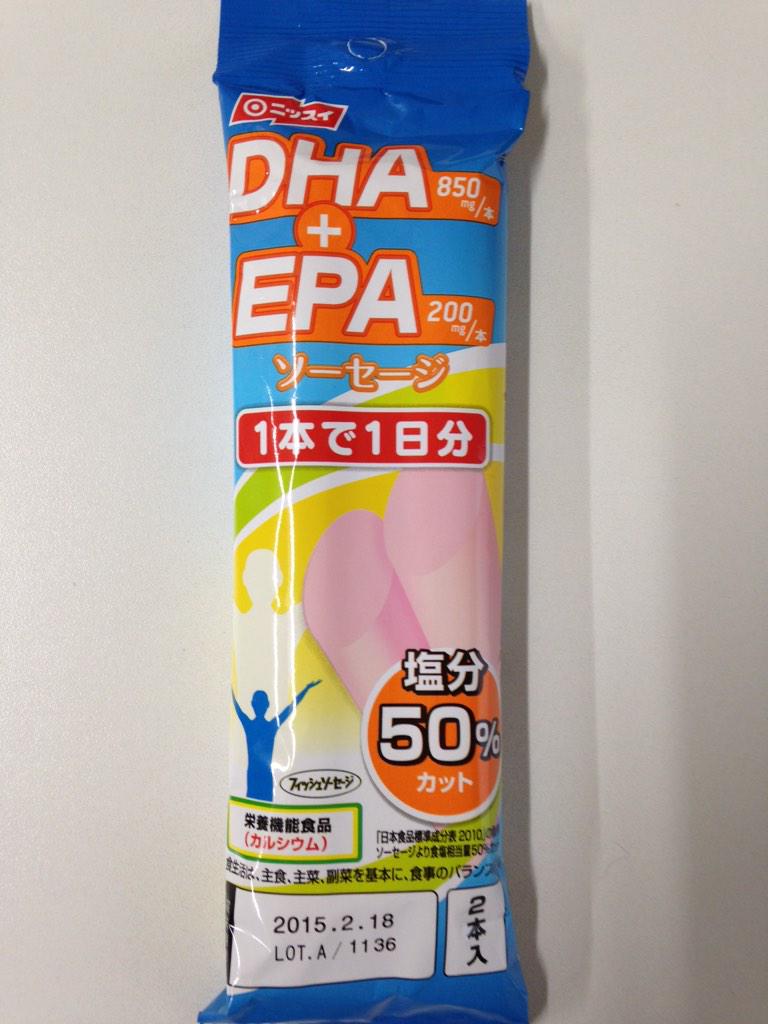 ニッスイ
DHA 850mg/本
+
EPA 200mg/本
ソーセージ
1本で1日分
塩分
50%
カット
フィッシュソーセージ
栄養機能食品
(カルシウム)
「日本食品標準成分表2010」
ソーセージより食塩相当量50%
食生活は、主食、主菜、副菜を基本に、食事のバランス
2015.2.18
LOT.A/1136
2本入